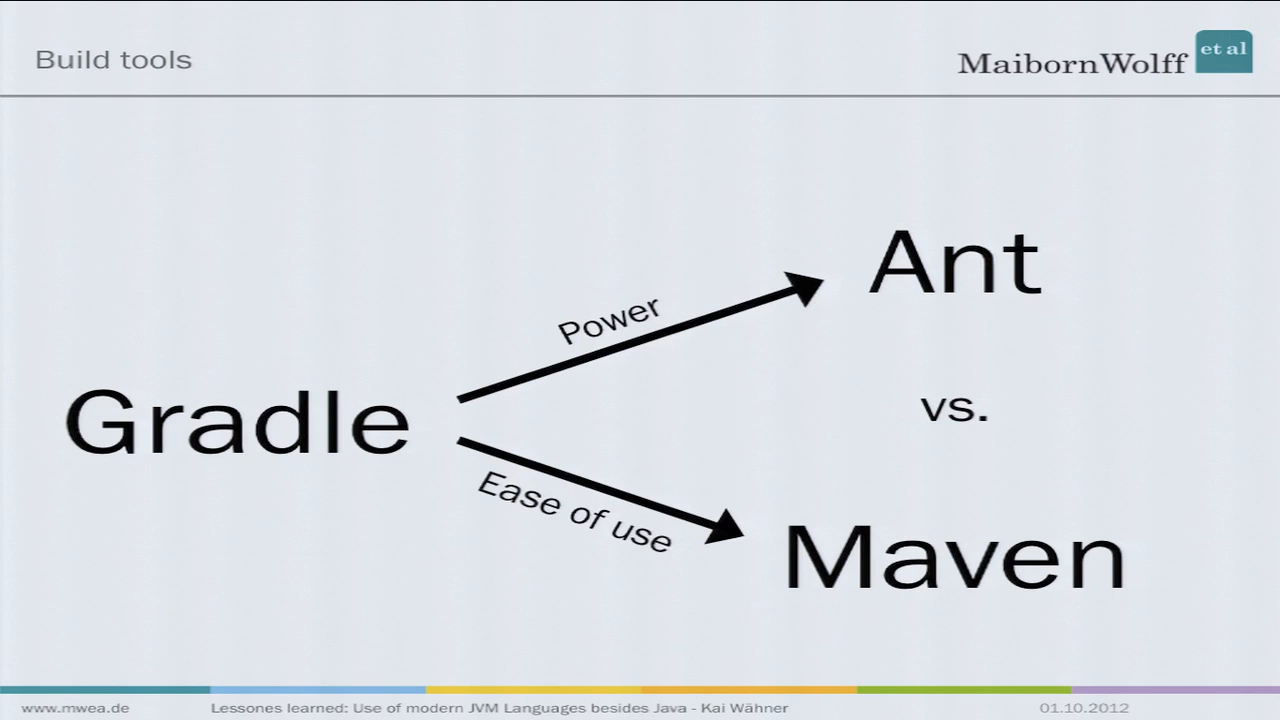 Build tools
MaibornWolff et al
Power
Ant
Gradle
vs.
Ease of use
Maven
www.mwea.de
Lessones learned: Use of modern JVM Languages besides Java - Kai Wähner
01.10.2012